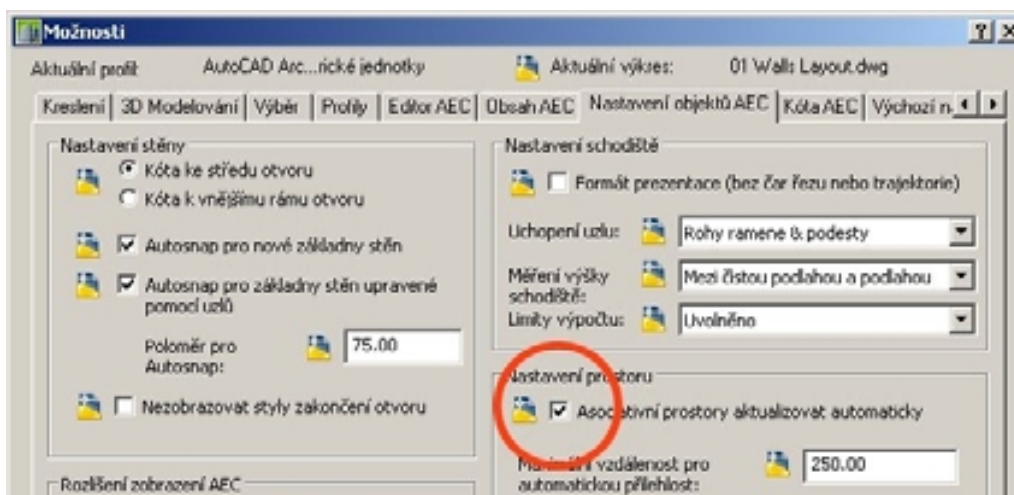 Možnosti
Aktuální profil: AutoCAD Arc...rické jednotky Aktuální výkres: 01 Walls Layout.dwg
Kreslení 3D Modelování Výběr Profily Editor AEC Obsah AEC Nastavení objektů AEC Kóta AEC Výchozí n
Nastavení stěny
Kóta ke středu otvoru
Kóta k vnějšímu rámu otvoru
Autosnap pro nové základny stěn
Autosnap pro základny stěn upravené
pomocí uzlů
Poloměr pro
Autosnap:
75.00
Nezobrazovat styly zakončení otvoru
Rozlišení zobrazení AEC
Nastavení schodiště
Formát prezentace (bez čar řezu nebo trajektorie)
Uchopení uzlu: Rohy ramene & podesty
Měření výšky
schodiště:
Mezi čistou podlahou a podlahou
Limity výpočtu: Uvolněno
Nastavení prostoru
Asociativní prostory aktualizovat automaticky
Maximální vzdálenost pro
automatickou přilehlost:
250.00